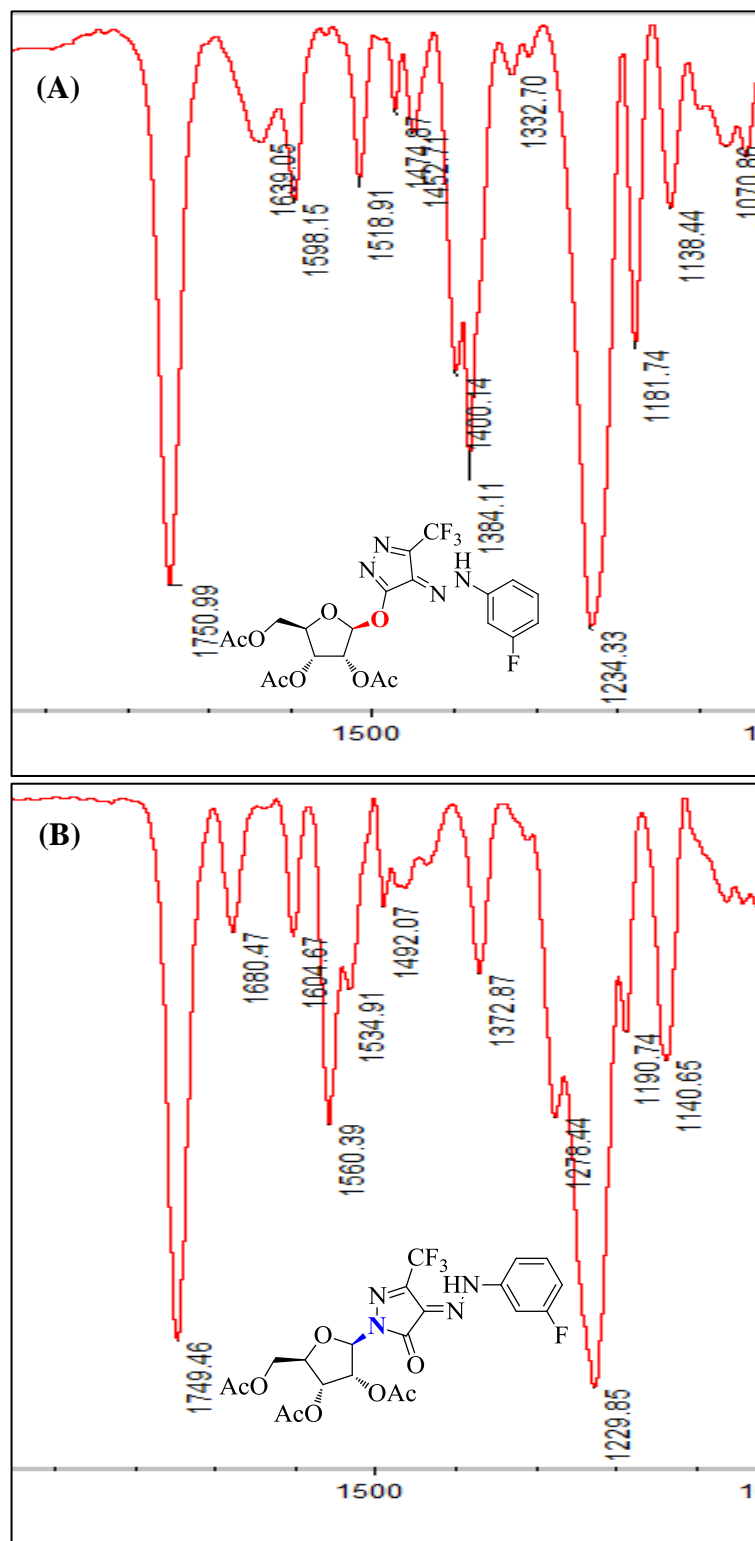 (A)
1750.99
1639.05
1598.15
1518.91
1474.87
1452.71
1400.14
1384.11
1332.70
1234.33
1181.74
1138.44
CF3
N
N
H
N
N
O
O
F
AcO
AcO
OAc
1500
1
(B)
1749.46
1680.47
1604.67
1560.39
1534.91
1492.07
1372.87
1278.44
1229.85
1190.74
1140.65
CF3
HN
N
N
N
O
O
F
AcO
AcO
OAc
1500
1